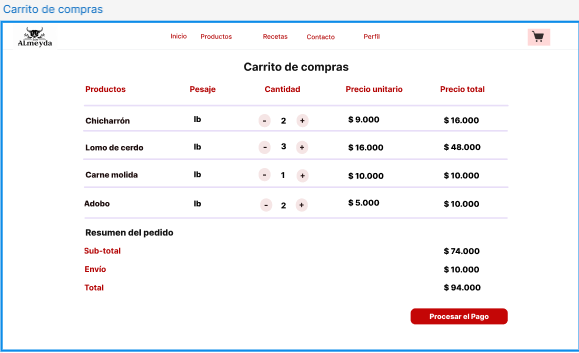 Carrito de compras
ALmeyda
Inicio Productos Recetas Contacto Perfil
Carrito de compras
Productos Pesaje Cantidad Precio unitario Precio total
Chicharrón lb - 2 + $ 9.000 $ 16.000
Lomo de cerdo lb - 3 + $ 16.000 $ 48.000
Carne molida lb - 1 + $ 10.000 $ 10.000
Adobo lb - 2 + $ 5.000 $ 10.000
Resumen del pedido
Sub-total $ 74.000
Envío $ 10.000
Total $ 94.000
Procesar el Pago